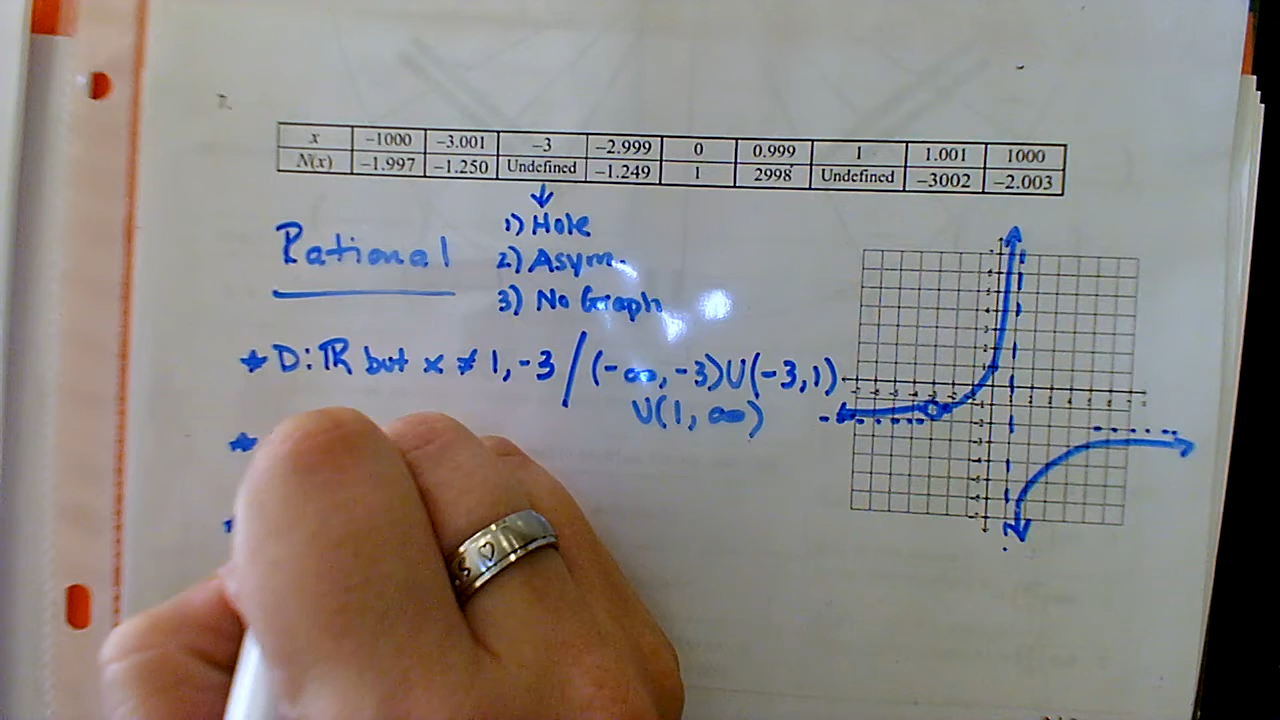 x −1000 −3.001 −3 −2.999 0 0.999 1 1.001 1000
N(x) −1.997 −1.250 Undefined −1.249 1 2998 Undefined −3002 −2.003
Rational
1) Hole
2) Asym.
3) No Graph
* D: ℝ but x ≠ 1, -3 / (-∞, -3) U (-3, 1)
U (1, ∞)